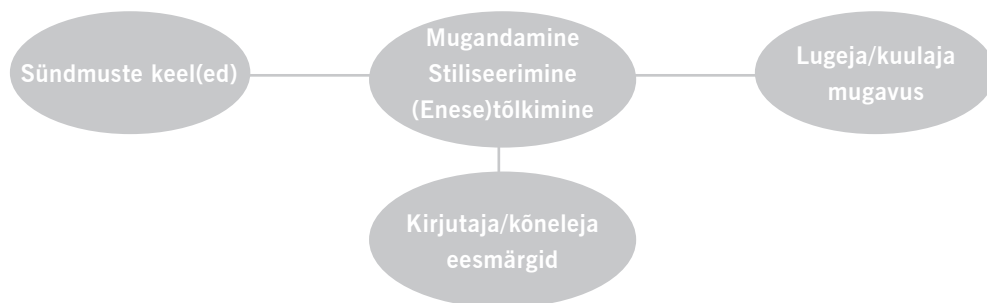 Sündmuste keel(ed)
Mugandamine
Stiliseerimine
(Enese)tõlkimine
Lugeja/kuulaja
mugavus
Kirjutaja/kõneleja
eesmärgid